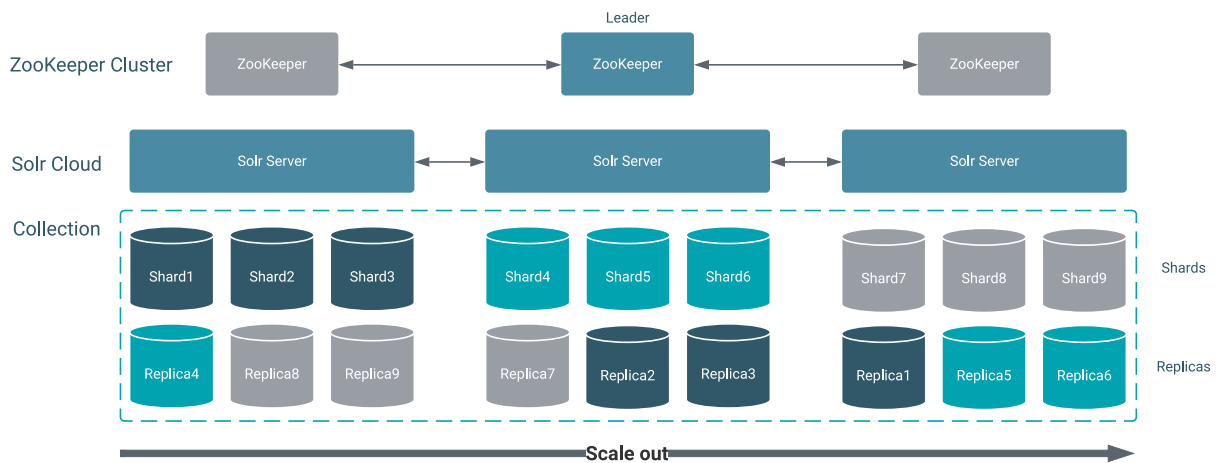 Leader
ZooKeeper Cluster
ZooKeeper
ZooKeeper
ZooKeeper
Solr Cloud
Solr Server
Solr Server
Solr Server
Collection
Shard1
Shard2
Shard3
Shard4
Shard5
Shard6
Shard7
Shard8
Shard9
Shards
Replica4
Replica8
Replica9
Replica7
Replica2
Replica3
Replica1
Replica5
Replica6
Replicas
Scale out